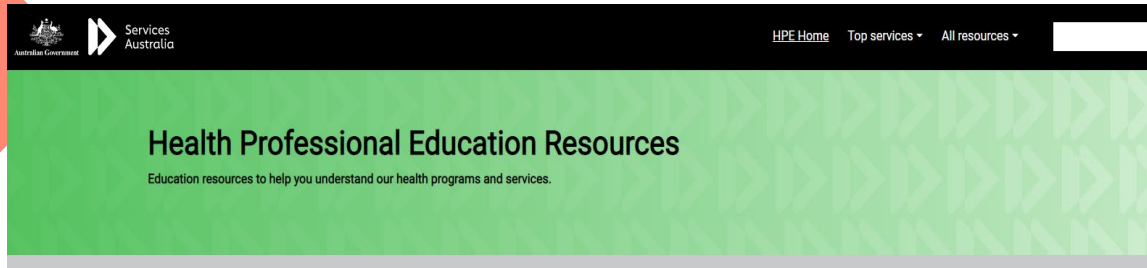 Australian Government
Services
Australia
HPE Home Top services All resources
Health Professional Education Resources
Education resources to help you understand our health programs and services.